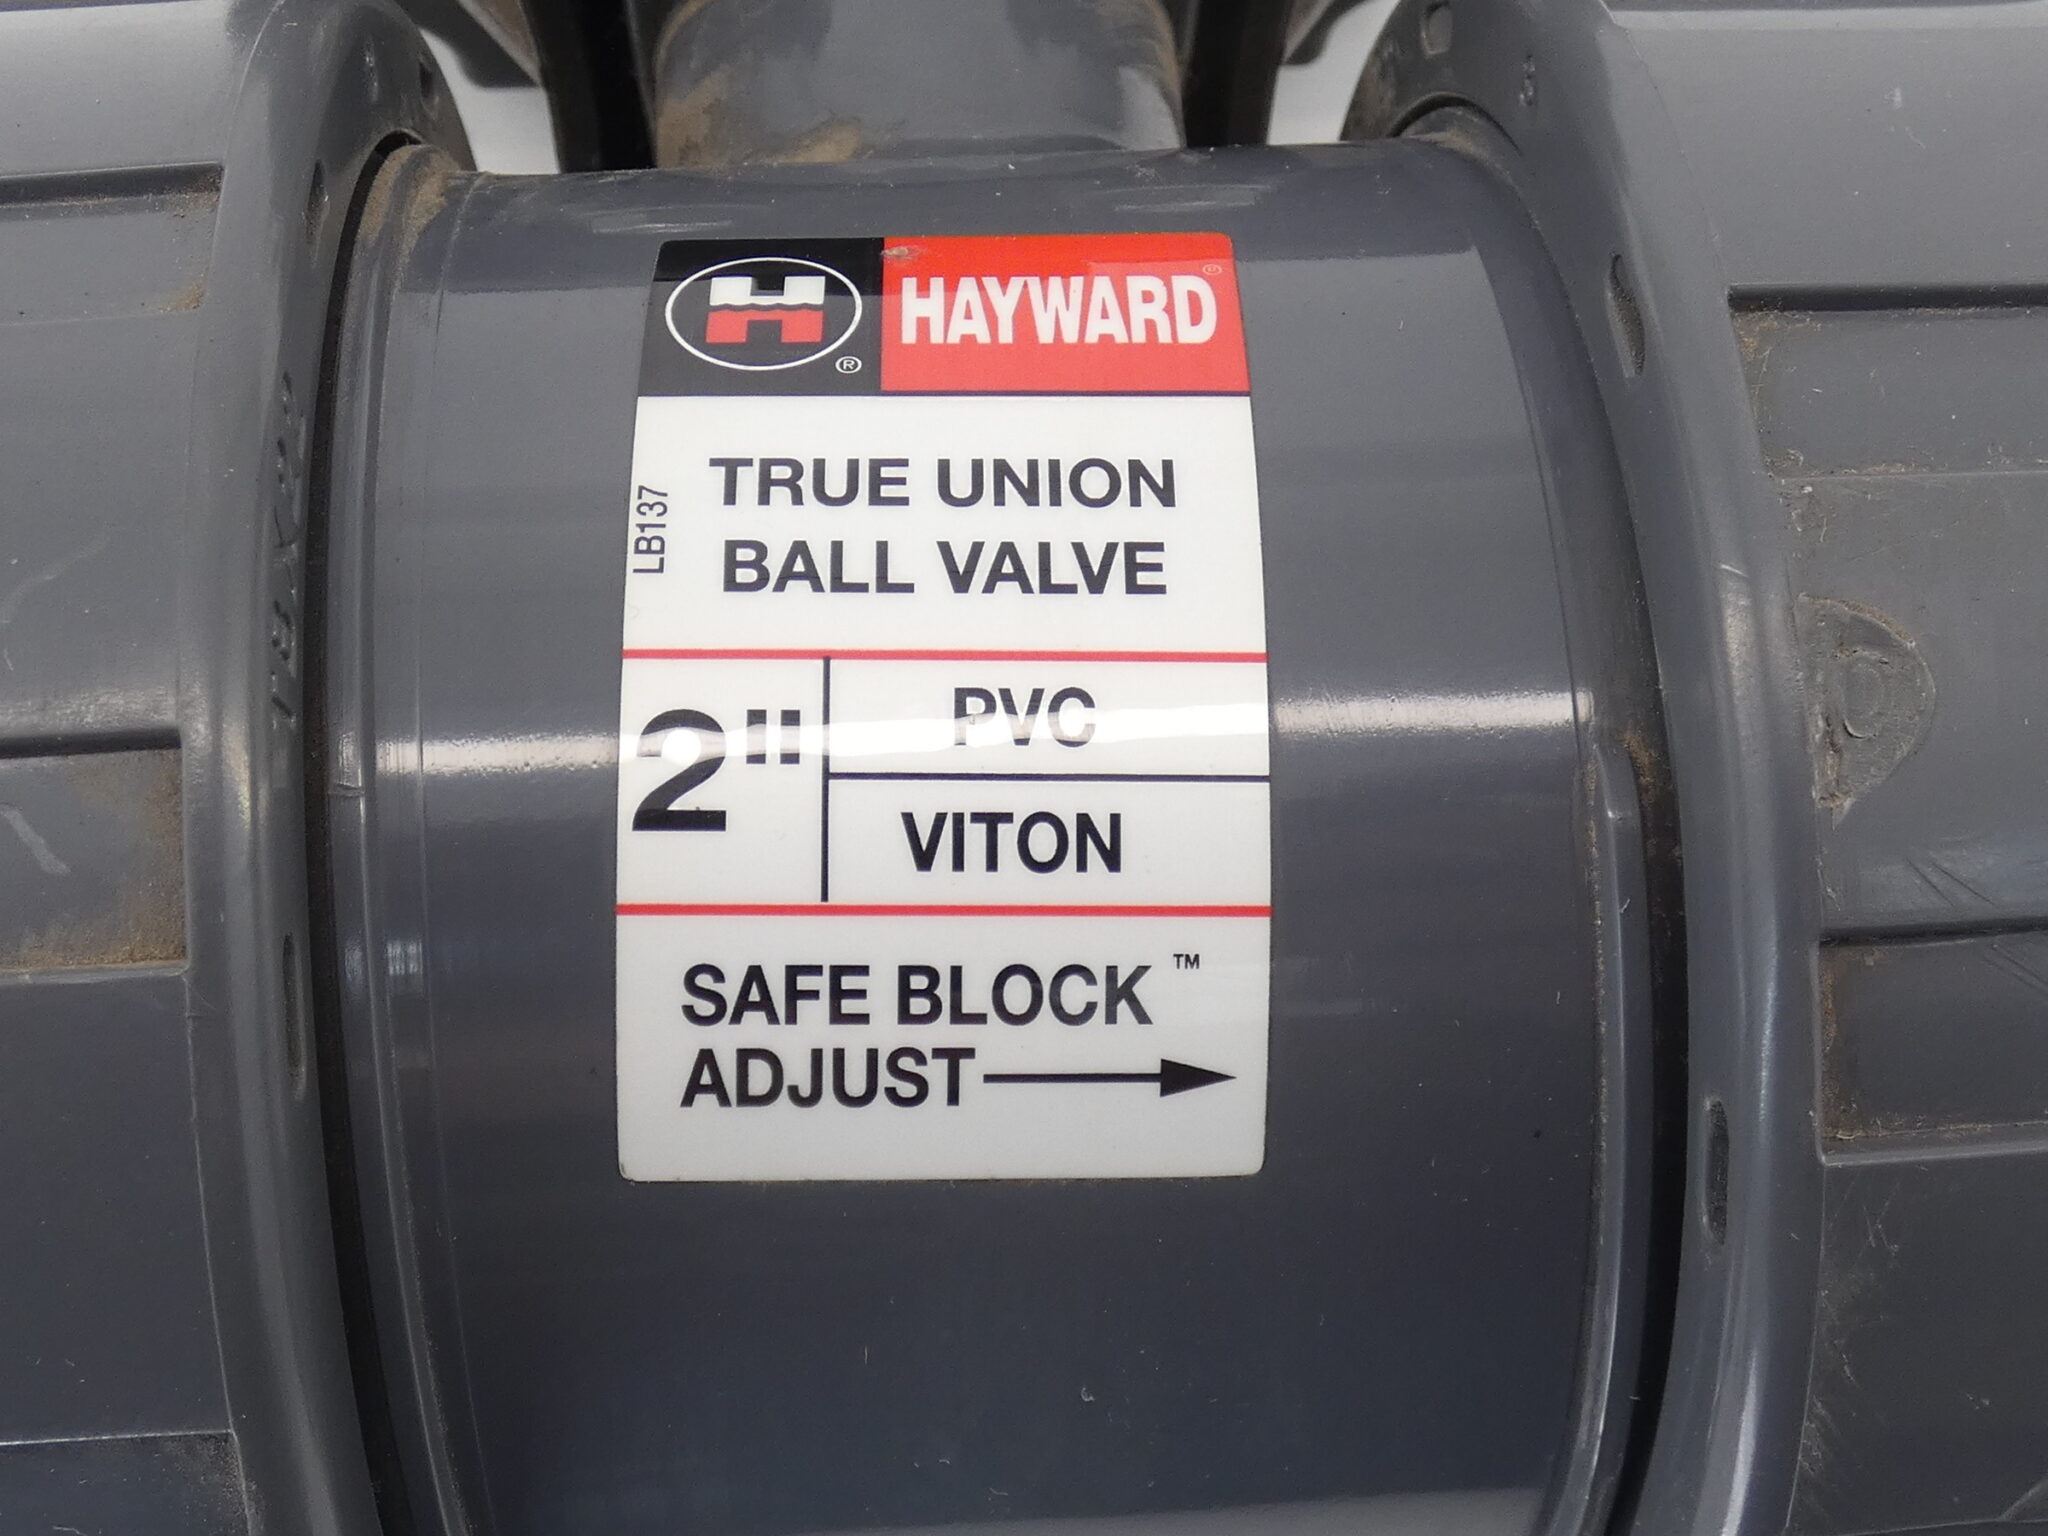 H ®
HAYWARD®
LB137
TRUE UNION
BALL VALVE
2"
PVC
VITON
SAFE BLOCK™
ADJUST